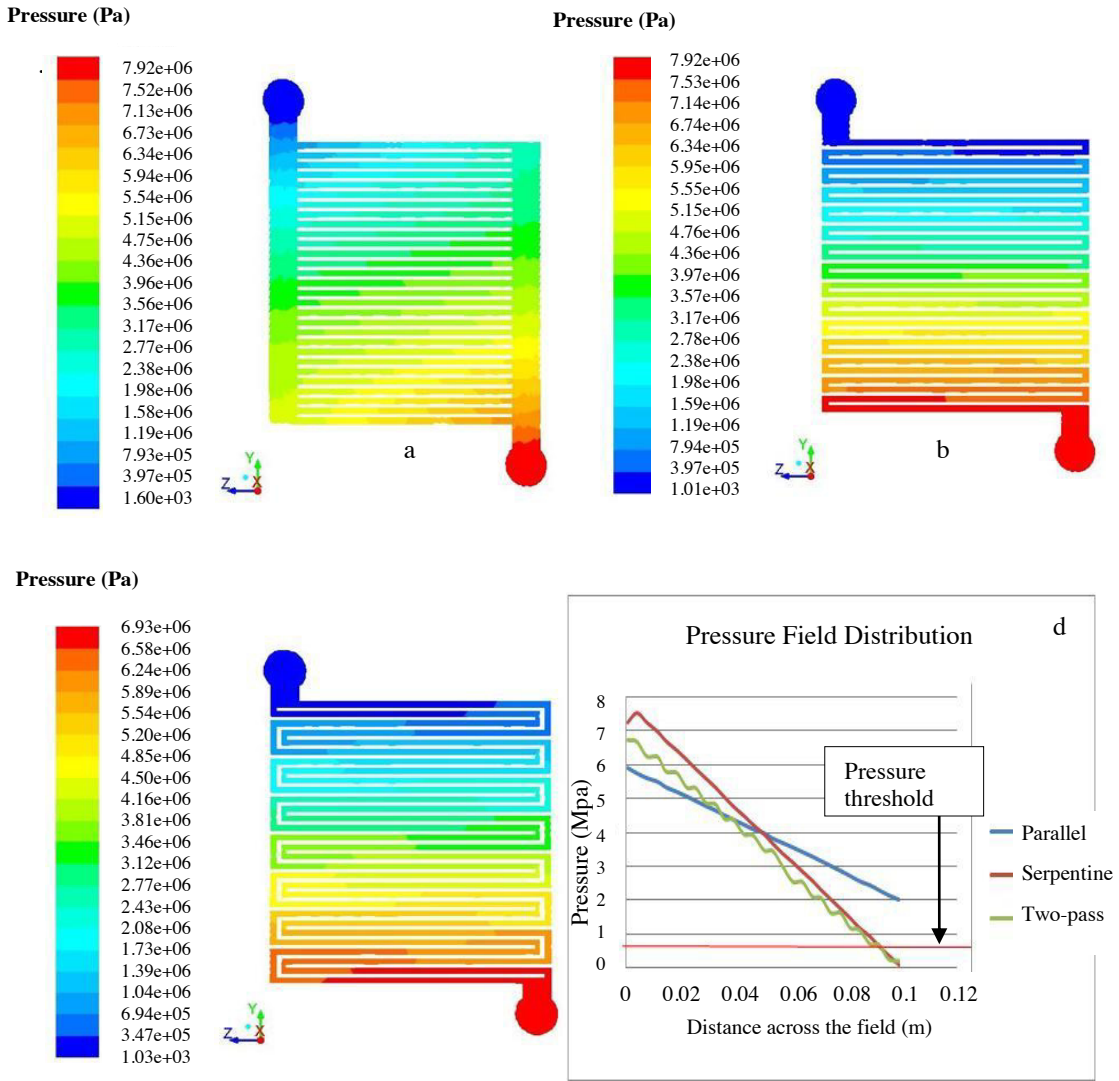 Pressure (Pa)
7.92e+06
7.52e+06
7.13e+06
6.73e+06
6.34e+06
5.94e+06
5.54e+06
5.15e+06
4.75e+06
4.36e+06
3.96e+06
3.56e+06
3.17e+06
2.77e+06
2.38e+06
1.98e+06
1.58e+06
1.19e+06
7.93e+05
3.97e+05
1.60e+03
Y
Z
X
a
Pressure (Pa)
7.92e+06
7.53e+06
7.14e+06
6.74e+06
6.34e+06
5.95e+06
5.55e+06
5.15e+06
4.76e+06
4.36e+06
3.97e+06
3.57e+06
3.17e+06
2.78e+06
2.38e+06
1.98e+06
1.59e+06
1.19e+06
7.94e+05
3.97e+05
1.01e+03
Y
Z
X
b
Pressure (Pa)
6.93e+06
6.58e+06
6.24e+06
5.89e+06
5.54e+06
5.20e+06
4.85e+06
4.50e+06
4.16e+06
3.81e+06
3.46e+06
3.12e+06
2.77e+06
2.43e+06
2.08e+06
1.73e+06
1.39e+06
1.04e+06
6.94e+05
3.47e+05
1.03e+03
Y
Z
X
Pressure Field Distribution
d
Pressure (Mpa)
8
7
6
5
4
3
2
1
0
0 0.02 0.04 0.06 0.08 0.1 0.12
Distance across the field (m)
Pressure
threshold
Parallel
Serpentine
Two-pass